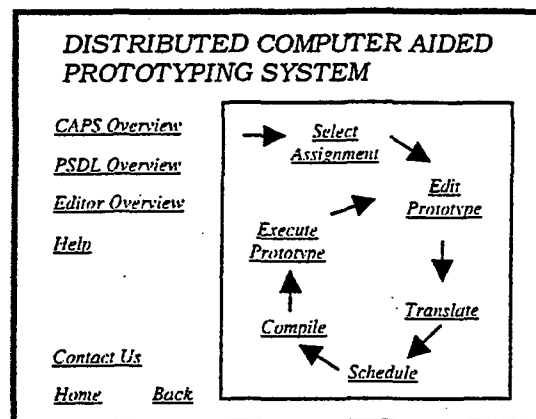 DISTRIBUTED COMPUTER AIDED
PROTOTYPING SYSTEM
CAPS Overview
PSDL Overview
Editor Overview
Help
Contact Us
Home Back
Select
Assignment
Edit
Prototype
Translate
Schedule
Compile
Execute
Prototype